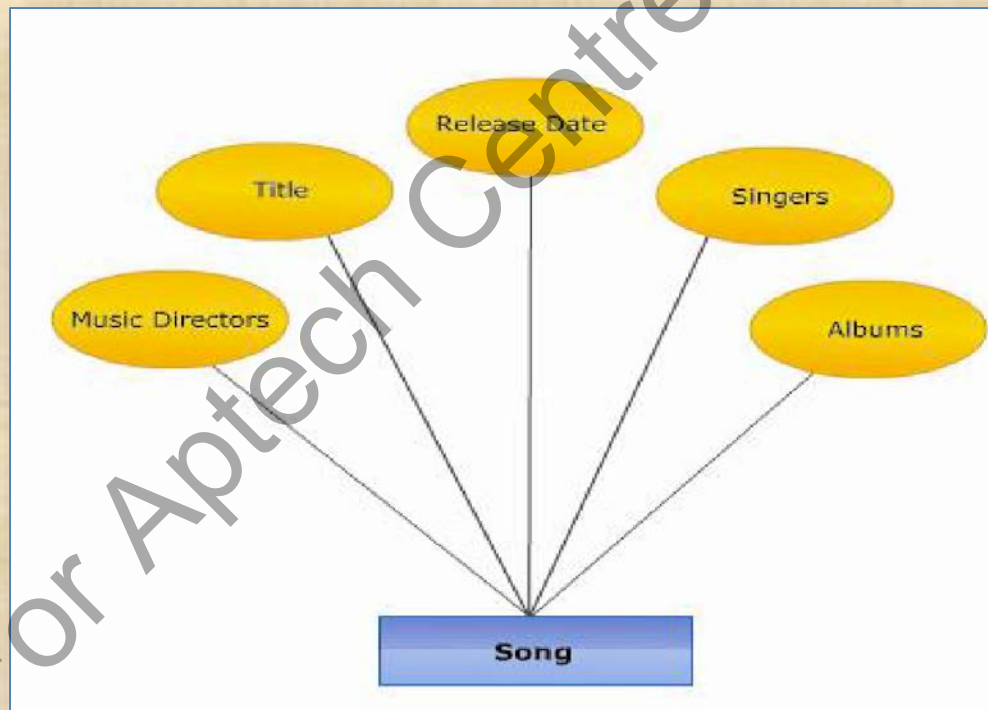 Release Date
Title
Singers
Music Directors
Albums
Song
or Aptech Centre